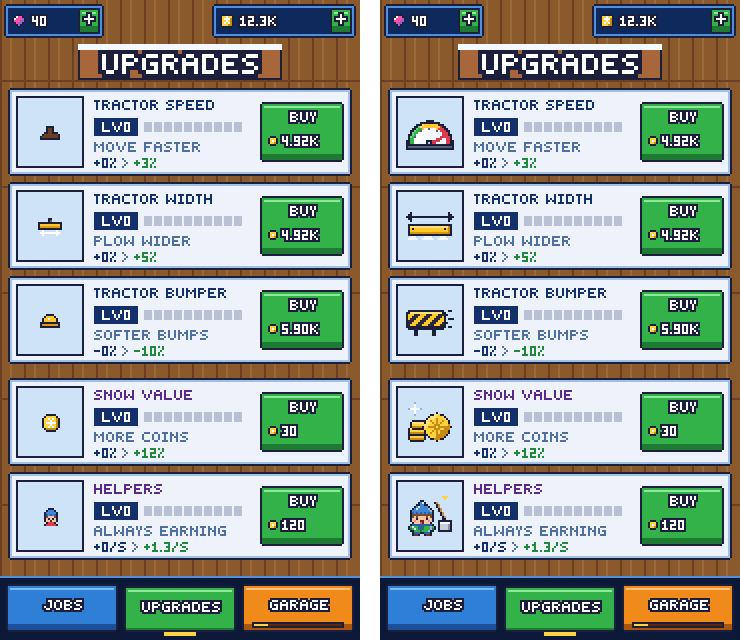 40
12.3K
UPGRADES
TRACTOR SPEED
LV0
MOVE FASTER
+0% > +3%
BUY
4.92K
TRACTOR WIDTH
LV0
PLOW WIDER
+0% > +5%
BUY
4.92K
TRACTOR BUMPER
LV0
SOFTER BUMPS
-0% > -10%
BUY
5.90K
SNOW VALUE
LV0
MORE COINS
+0% > +12%
BUY
30
HELPERS
LV0
ALWAYS EARNING
+0/S > +1.3/S
BUY
120
JOBS
UPGRADES
GARAGE
40
12.3K
UPGRADES
TRACTOR SPEED
LV0
MOVE FASTER
+0% > +3%
BUY
4.92K
TRACTOR WIDTH
LV0
PLOW WIDER
+0% > +5%
BUY
4.92K
TRACTOR BUMPER
LV0
SOFTER BUMPS
-0% > -10%
BUY
5.90K
SNOW VALUE
LV0
MORE COINS
+0% > +12%
BUY
30
HELPERS
LV0
ALWAYS EARNING
+0/S > +1.3/S
BUY
120
JOBS
UPGRADES
GARAGE